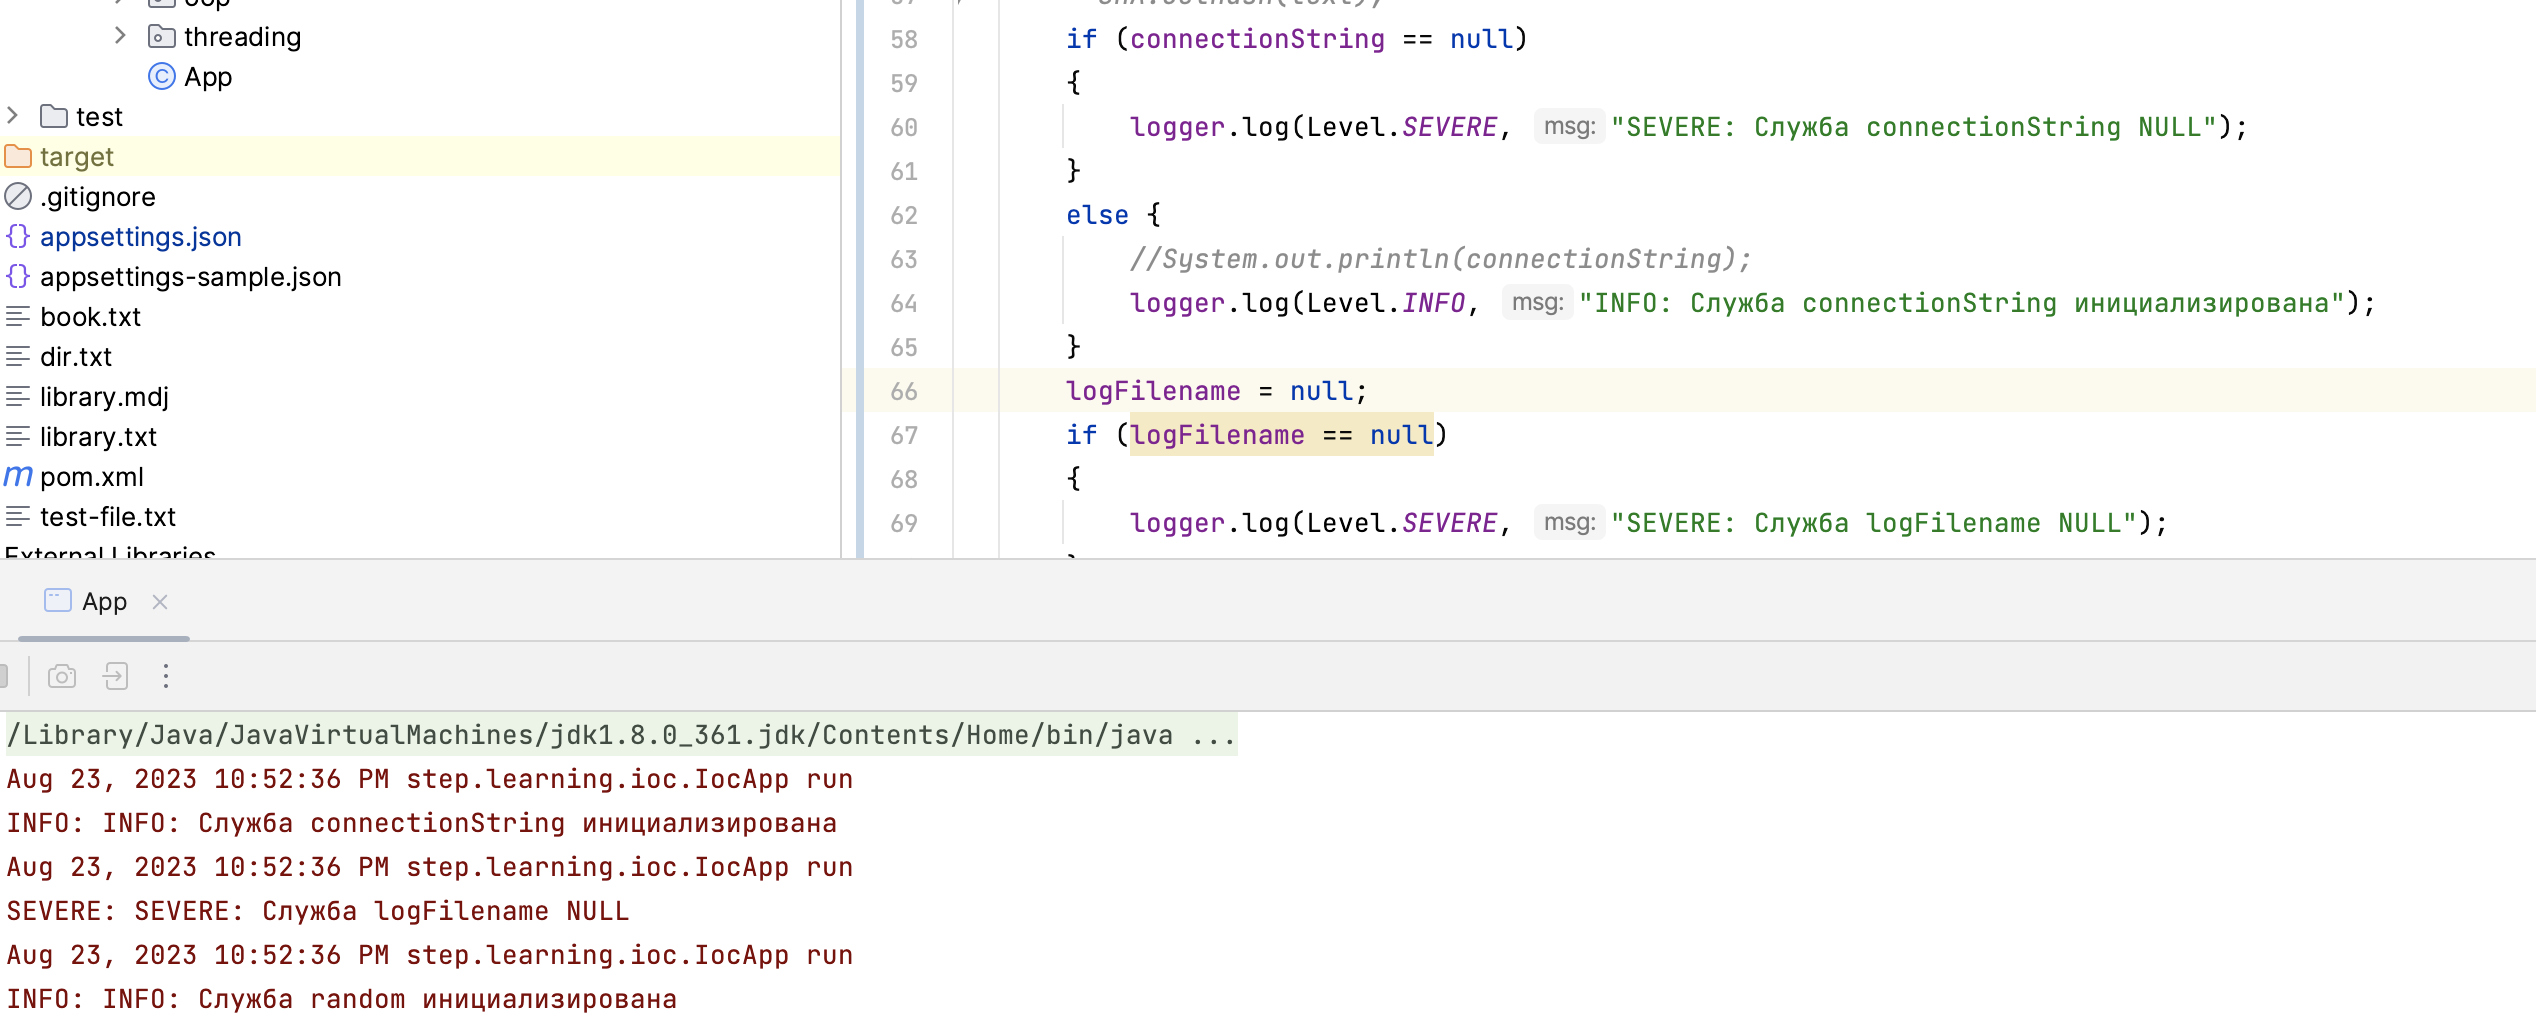 oop
threading
App
test
target
.gitignore
appsettings.json
appsettings-sample.json
book.txt
dir.txt
library.mdj
library.txt
pom.xml
test-file.txt
External Libraries
58 if (connectionString == null)
59 {
60 logger.log(Level.SEVERE, msg: "SEVERE: Служба connectionString NULL");
61 }
62 else {
63 //System.out.println(connectionString);
64 logger.log(Level.INFO, msg: "INFO: Служба connectionString инициализирована");
65 }
66 logFilename = null;
67 if (logFilename == null)
68 {
69 logger.log(Level.SEVERE, msg: "SEVERE: Служба logFilename NULL");
App
/Library/Java/JavaVirtualMachines/jdk1.8.0_361.jdk/Contents/Home/bin/java ...
Aug 23, 2023 10:52:36 PM step.learning.ioc.IocApp run
INFO: INFO: Служба connectionString инициализирована
Aug 23, 2023 10:52:36 PM step.learning.ioc.IocApp run
SEVERE: SEVERE: Служба logFilename NULL
Aug 23, 2023 10:52:36 PM step.learning.ioc.IocApp run
INFO: INFO: Служба random инициализирована